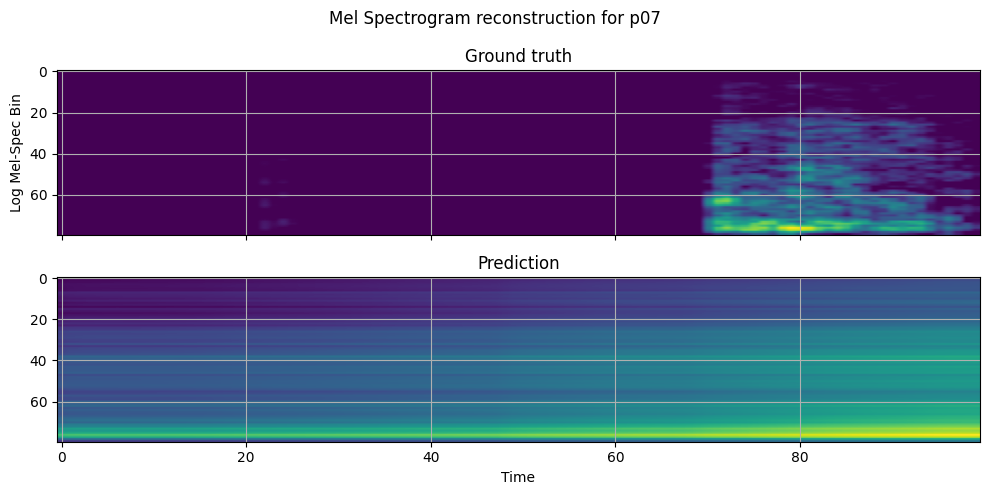 Mel Spectrogram reconstruction for p07
Ground truth
0
20
40
60
Log Mel-Spec Bin
Prediction
0
20
40
60
0 20 40 60 80
Time